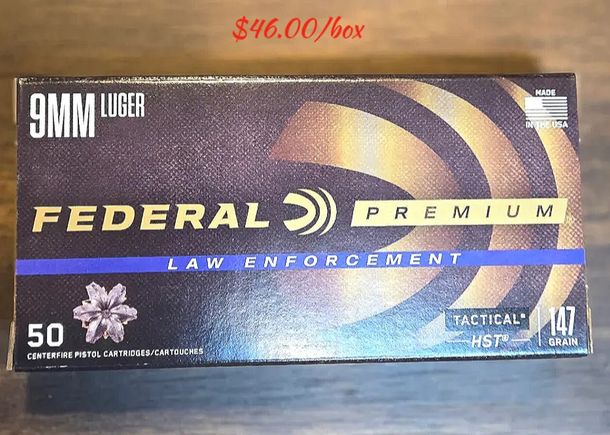 $46.00/box
9MM LUGER
MADE
IN THE USA
FEDERAL PREMIUM
LAW ENFORCEMENT
50
CENTERFIRE PISTOL CARTRIDGES/CARTOUCHES
TACTICAL®
HST®
147
GRAIN